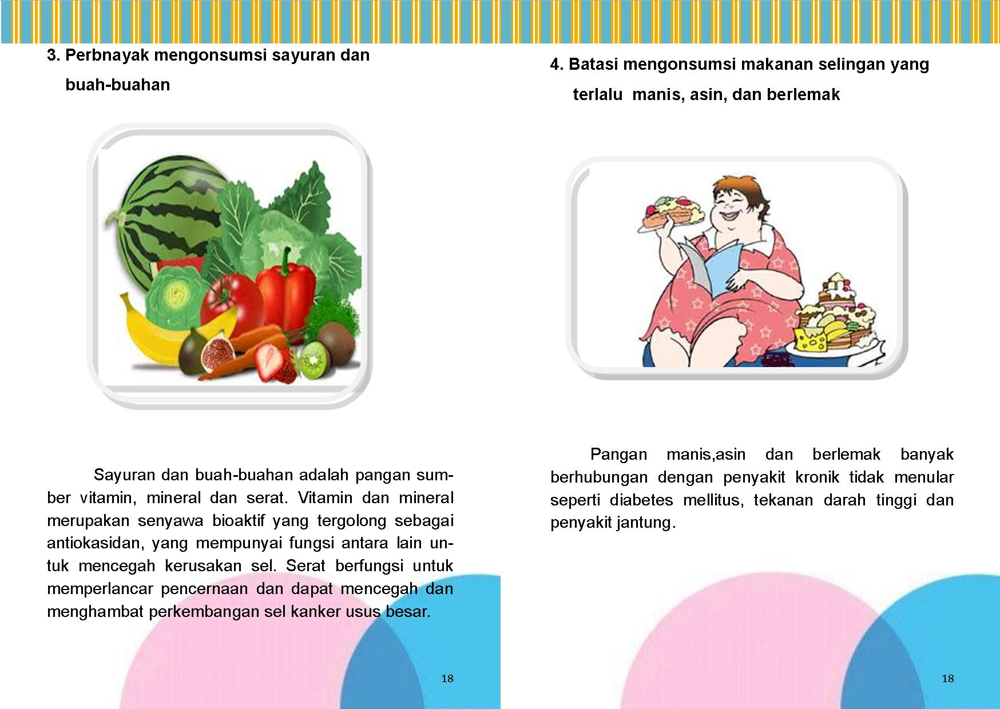 3. Perbnayak mengonsumsi sayuran dan
buah-buahan
Sayuran dan buah-buahan adalah pangan sum-
ber vitamin, mineral dan serat. Vitamin dan mineral
merupakan senyawa bioaktif yang tergolong sebagai
antiokasidan, yang mempunyai fungsi antara lain un-
tuk mencegah kerusakan sel. Serat berfungsi untuk
memperlancar pencernaan dan dapat mencegah dan
menghambat perkembangan sel kanker usus besar.
18
4. Batasi mengonsumsi makanan selingan yang
terlalu manis, asin, dan berlemak
Pangan manis,asin dan berlemak banyak
berhubungan dengan penyakit kronik tidak menular
seperti diabetes mellitus, tekanan darah tinggi dan
penyakit jantung.
18